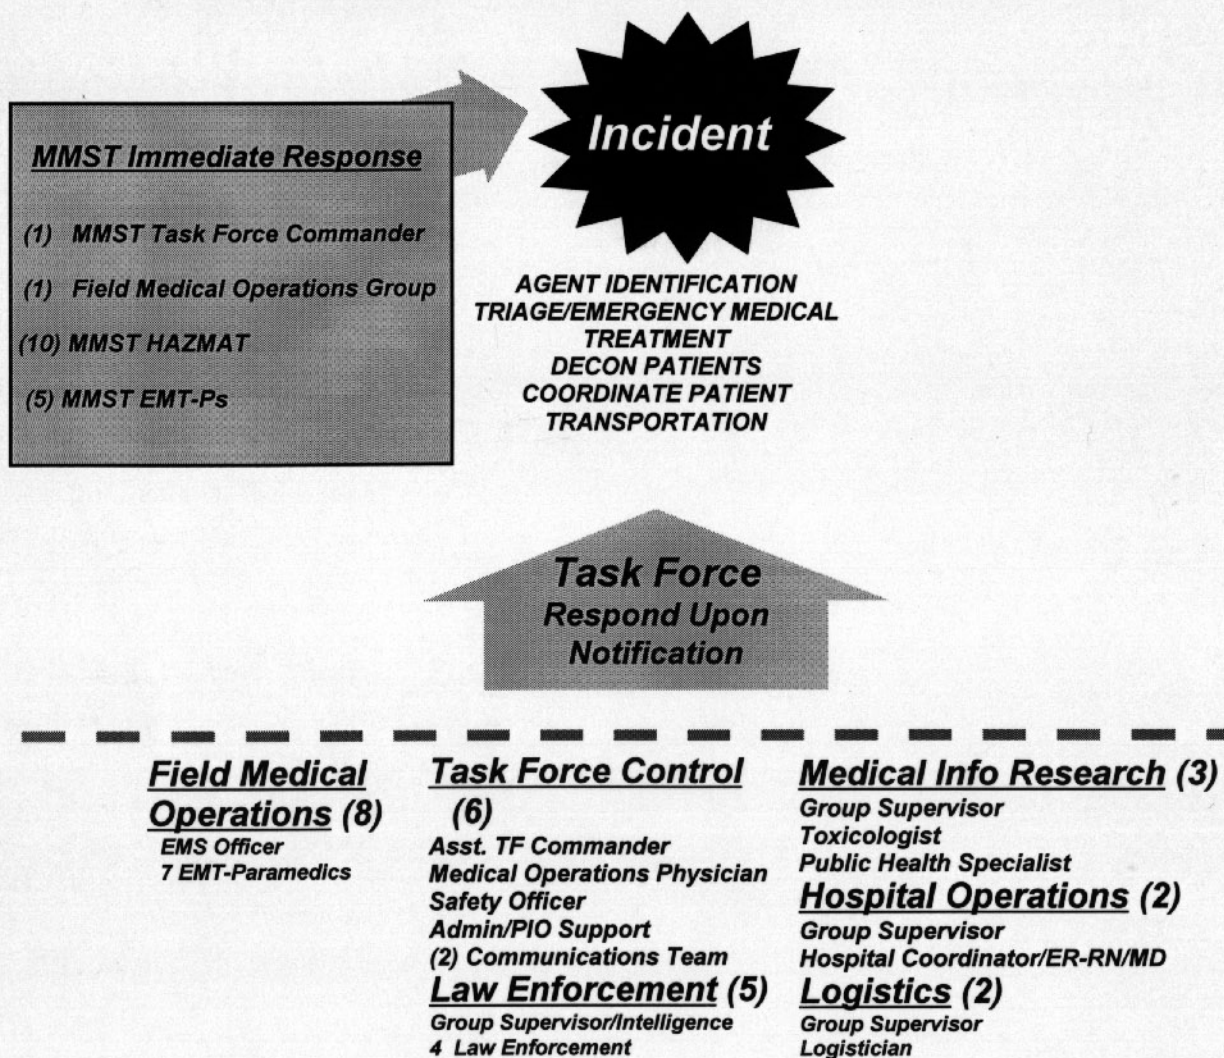 Incident
MMST Immediate Response
(1) MMST Task Force Commander
(1) Field Medical Operations Group
(10) MMST HAZMAT
(5) MMST EMT-Ps
AGENT IDENTIFICATION
TRIAGE/EMERGENCY MEDICAL
TREATMENT
DECON PATIENTS
COORDINATE PATIENT
TRANSPORTATION
Task Force
Respond Upon
Notification
Field Medical
Operations (8)
EMS Officer
7 EMT-Paramedics
Task Force Control
(6)
Asst. TF Commander
Medical Operations Physician
Safety Officer
Admin/PIO Support
(2) Communications Team
Law Enforcement (5)
Group Supervisor/Intelligence
4 Law Enforcement
Medical Info Research (3)
Group Supervisor
Toxicologist
Public Health Specialist
Hospital Operations (2)
Group Supervisor
Hospital Coordinator/ER-RN/MD
Logistics (2)
Group Supervisor
Logistician